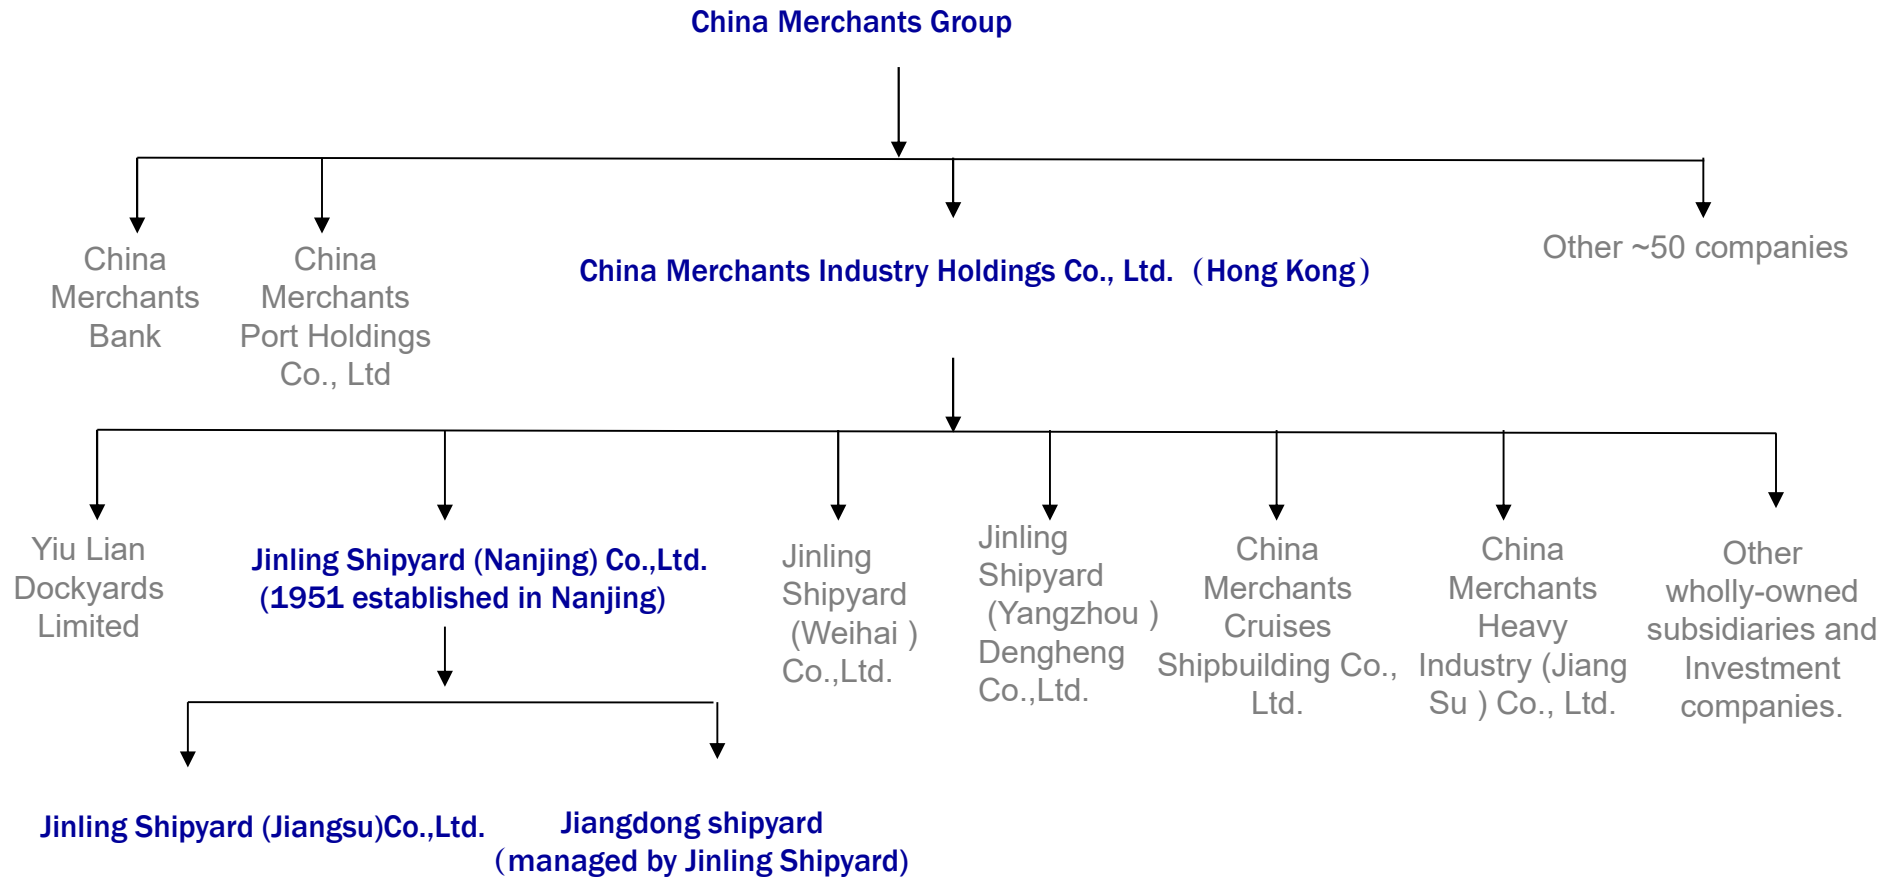 China Merchants Group
China
Merchants
Bank
China
Merchants
Port Holdings
Co., Ltd
China Merchants Industry Holdings Co., Ltd.（Hong Kong）
Other ~50 companies
Yiu Lian
Dockyards
Limited
Jinling Shipyard (Nanjing) Co.,Ltd.
(1951 established in Nanjing)
Jinling
Shipyard
(Weihai )
Co.,Ltd.
Jinling
Shipyard
(Yangzhou )
Dengheng
Co.,Ltd.
China
Merchants
Cruises
Shipbuilding Co.,
Ltd.
China
Merchants
Heavy
Industry (Jiang
Su ) Co., Ltd.
Other
wholly-owned
subsidiaries and
Investment
companies.
Jinling Shipyard (Jiangsu)Co.,Ltd.
Jiangdong shipyard
（managed by Jinling Shipyard)